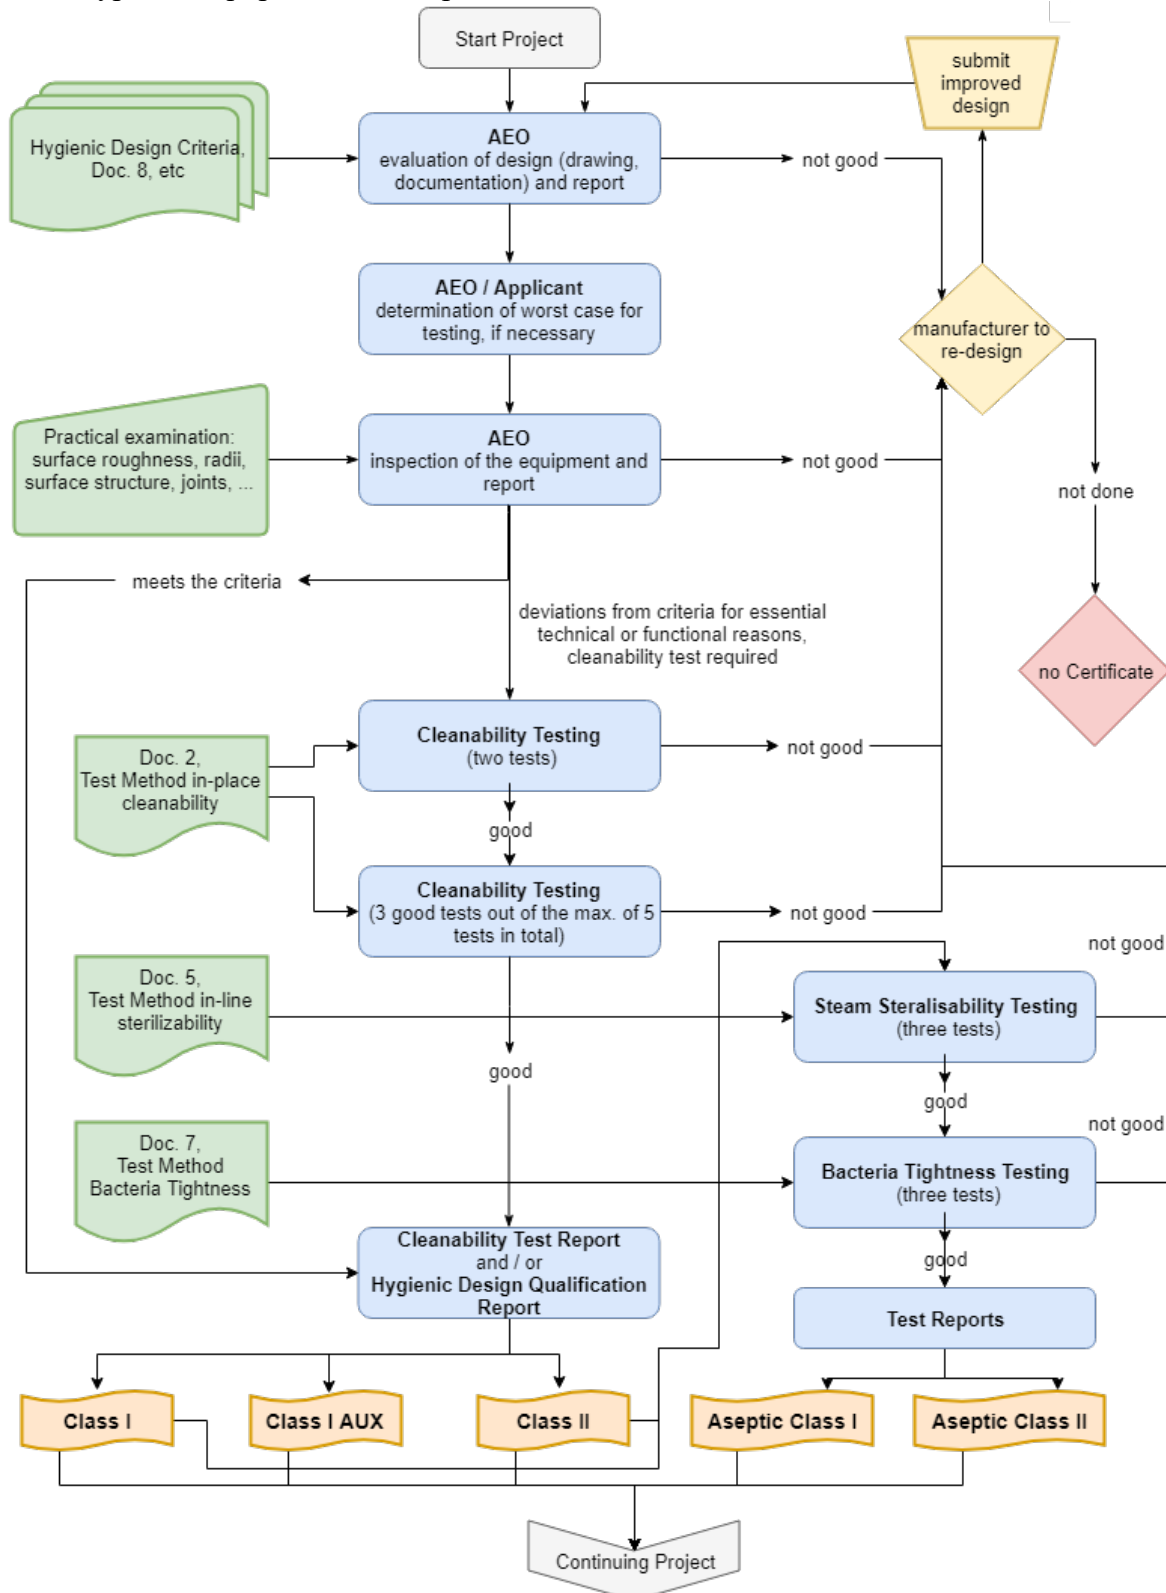 Start Project
submit
improved
design
AEO
evaluation of design (drawing,
documentation) and report
Hygienic Design Criteria,
Doc. 8, etc
not good
AEO / Applicant
determination of worst case for
testing, if necessary
manufacturer to
re-design
Practical examination:
surface roughness, radii,
surface structure, joints, ...
AEO
inspection of the equipment and
report
not good
not done
meets the criteria
deviations from criteria for essential
technical or functional reasons,
cleanability test required
no Certificate
Doc. 2,
Test Method in-place
cleanability
Cleanability Testing
(two tests)
not good
good
Cleanability Testing
(3 good tests out of the max. of 5
tests in total)
not good
not good
Doc. 5,
Test Method in-line
sterilizability
Steam Steralisability Testing
(three tests)
good
good
not good
Doc. 7,
Test Method
Bacteria Tightness
Bacteria Tightness Testing
(three tests)
good
Cleanability Test Report
and / or
Hygienic Design Qualification
Report
Test Reports
Class I
Class I AUX
Class II
Aseptic Class I
Aseptic Class II
Continuing Project